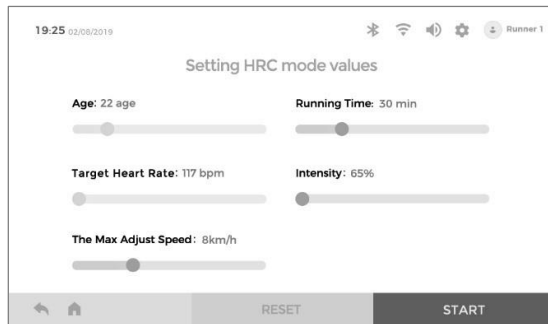 19:25 02/08/2019 Runner 1
Setting HRC mode values
Age: 22 age
Running Time: 30 min
Target Heart Rate: 117 bpm
Intensity: 65%
The Max Adjust Speed: 8km/h
RESET
START